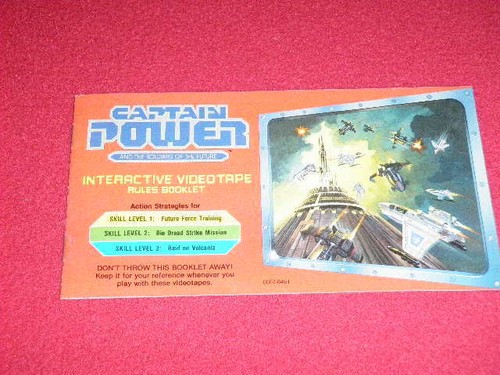 CAPTAIN
POWER
AND THE SOLDIERS OF THE FUTURE
INTERACTIVE VIDEOTAPE
RULES BOOKLET
Action Strategies for
SKILL LEVEL 1: Future Force Training
SKILL LEVEL 2: Bio Dread Strike Mission
SKILL LEVEL 3: Raid on Volcania
DON'T THROW THIS BOOKLET AWAY!
Keep it for your reference whenever you
play with these videotapes.